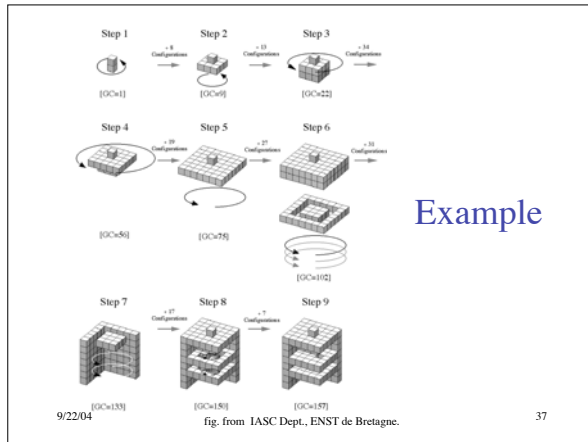 Step 1 Step 2 Step 3
+ 8 Configurations + 13 Configurations + 34 Configurations
[GC=1] [GC=9] [GC=22]
Step 4 Step 5 Step 6
+ 19 Configurations + 27 Configurations + 31 Configurations
[GC=56] [GC=75]
[GC=102]
Example
Step 7 Step 8 Step 9
+ 17 Configurations + 7 Configurations
[GC=133] [GC=150] [GC=157]
9/22/04 fig. from IASC Dept., ENST de Bretagne. 37